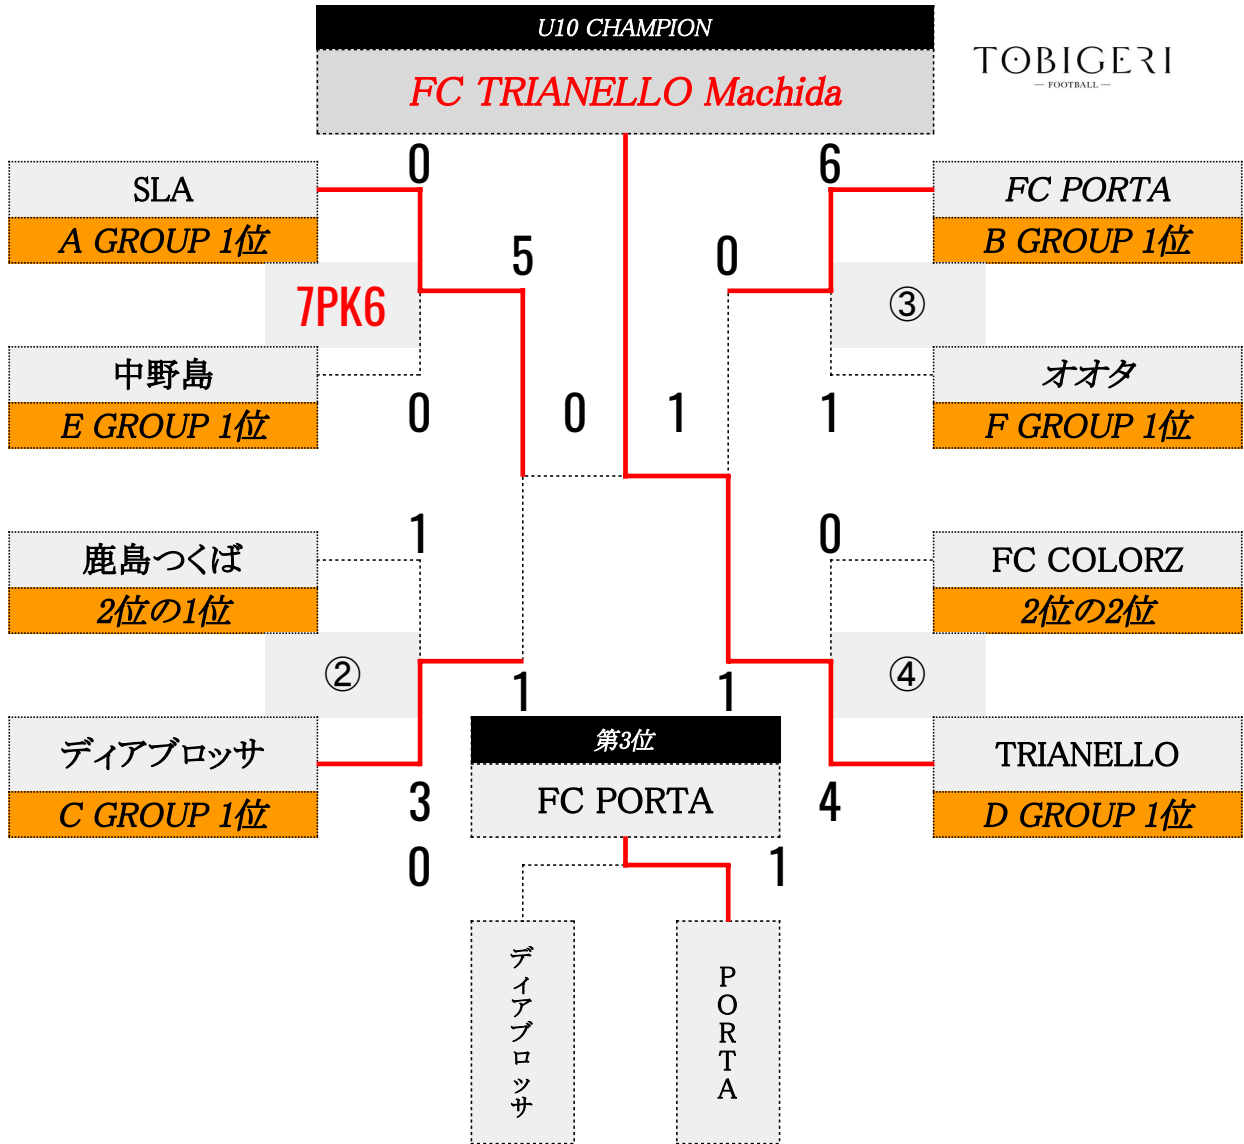 U10 CHAMPION
FC TRIANELLO Machida
TOBIGERI
— FOOTBALL —
0
6
SLA
A GROUP 1位
FC PORTA
B GROUP 1位
5
0
7PK6
③
中野島
E GROUP 1位
オオタ
F GROUP 1位
0
0
1
1
1
0
鹿島つくば
2位の1位
FC COLORZ
2位の2位
②
④
1
1
ディアブロッサ
C GROUP 1位
第3位
FC PORTA
TRIANELLO
D GROUP 1位
3
4
0
1
ディアブロッサ
PORTA